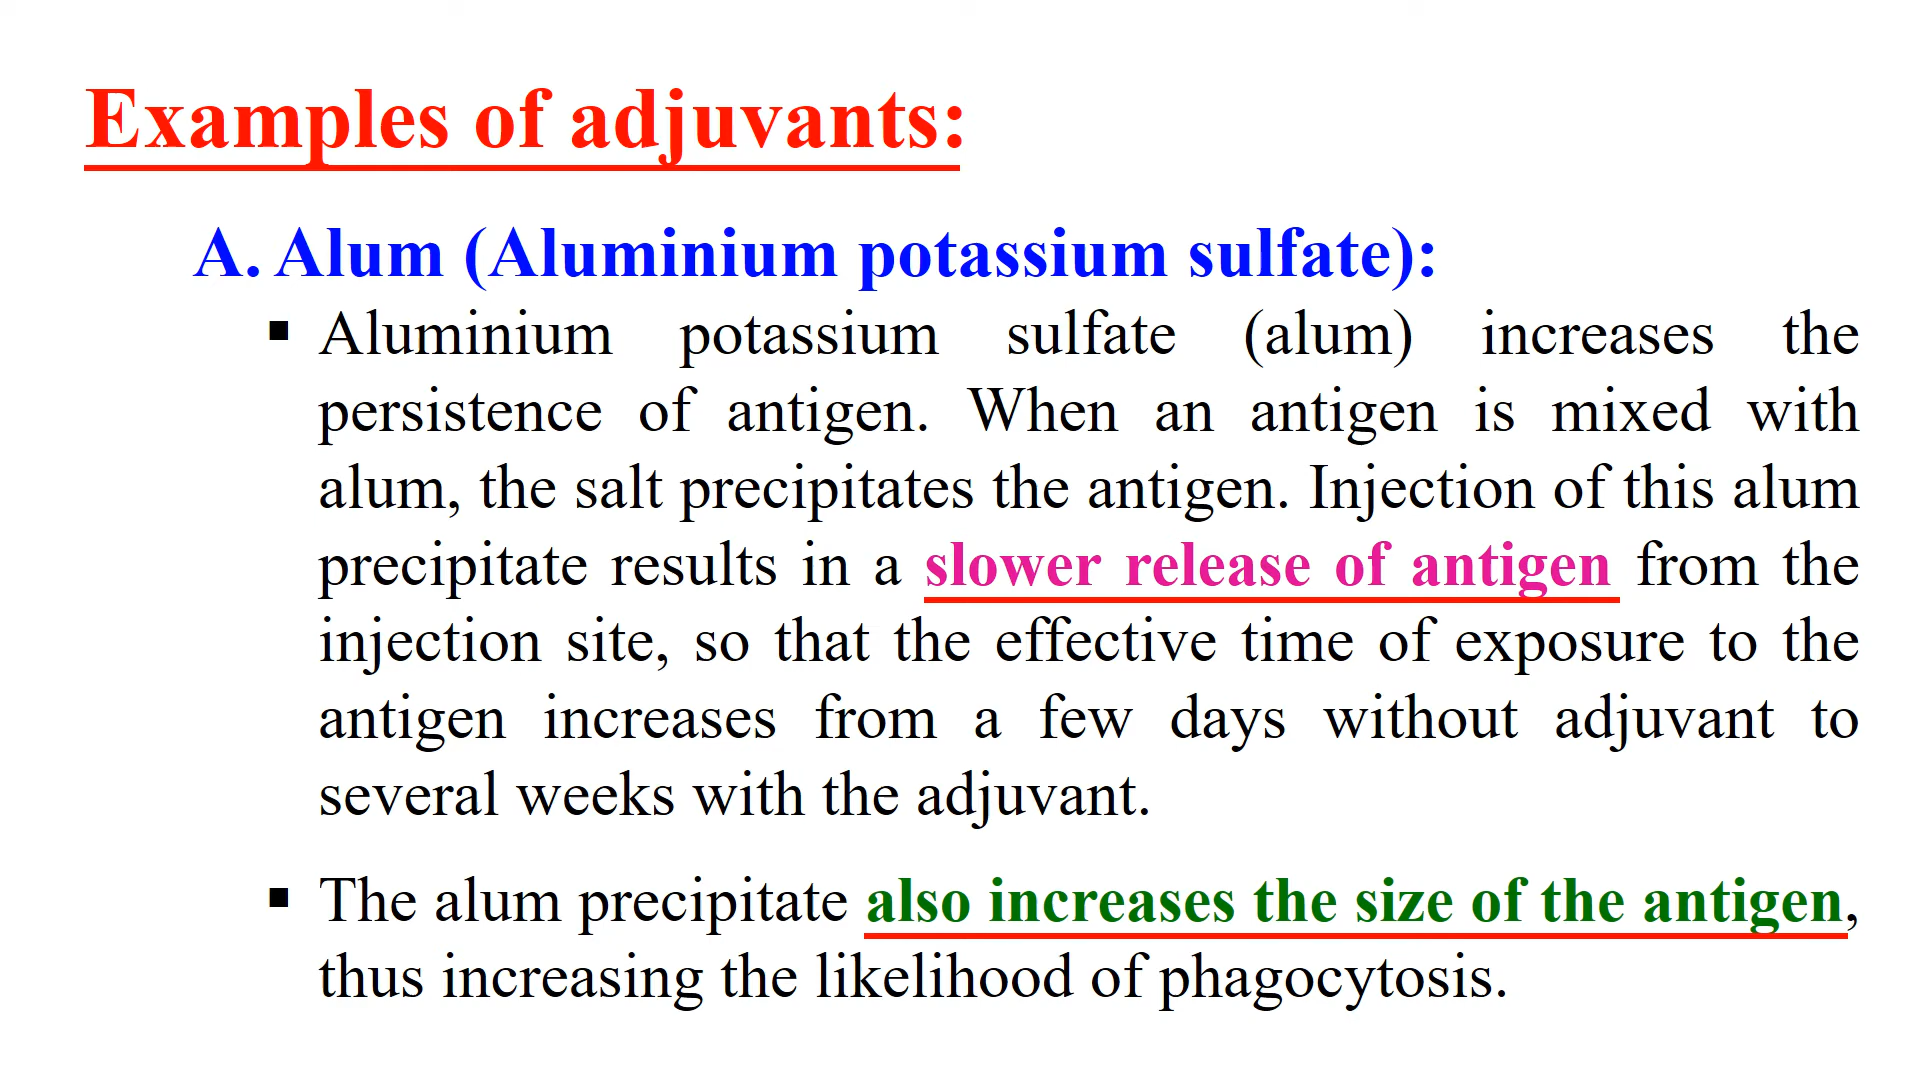 Examples of adjuvants:
A. Alum (Aluminium potassium sulfate):
▪ Aluminium potassium sulfate (alum) increases the
persistence of antigen. When an antigen is mixed with
alum, the salt precipitates the antigen. Injection of this alum
precipitate results in a slower release of antigen from the
injection site, so that the effective time of exposure to the
antigen increases from a few days without adjuvant to
several weeks with the adjuvant.
▪ The alum precipitate also increases the size of the antigen,
thus increasing the likelihood of phagocytosis.